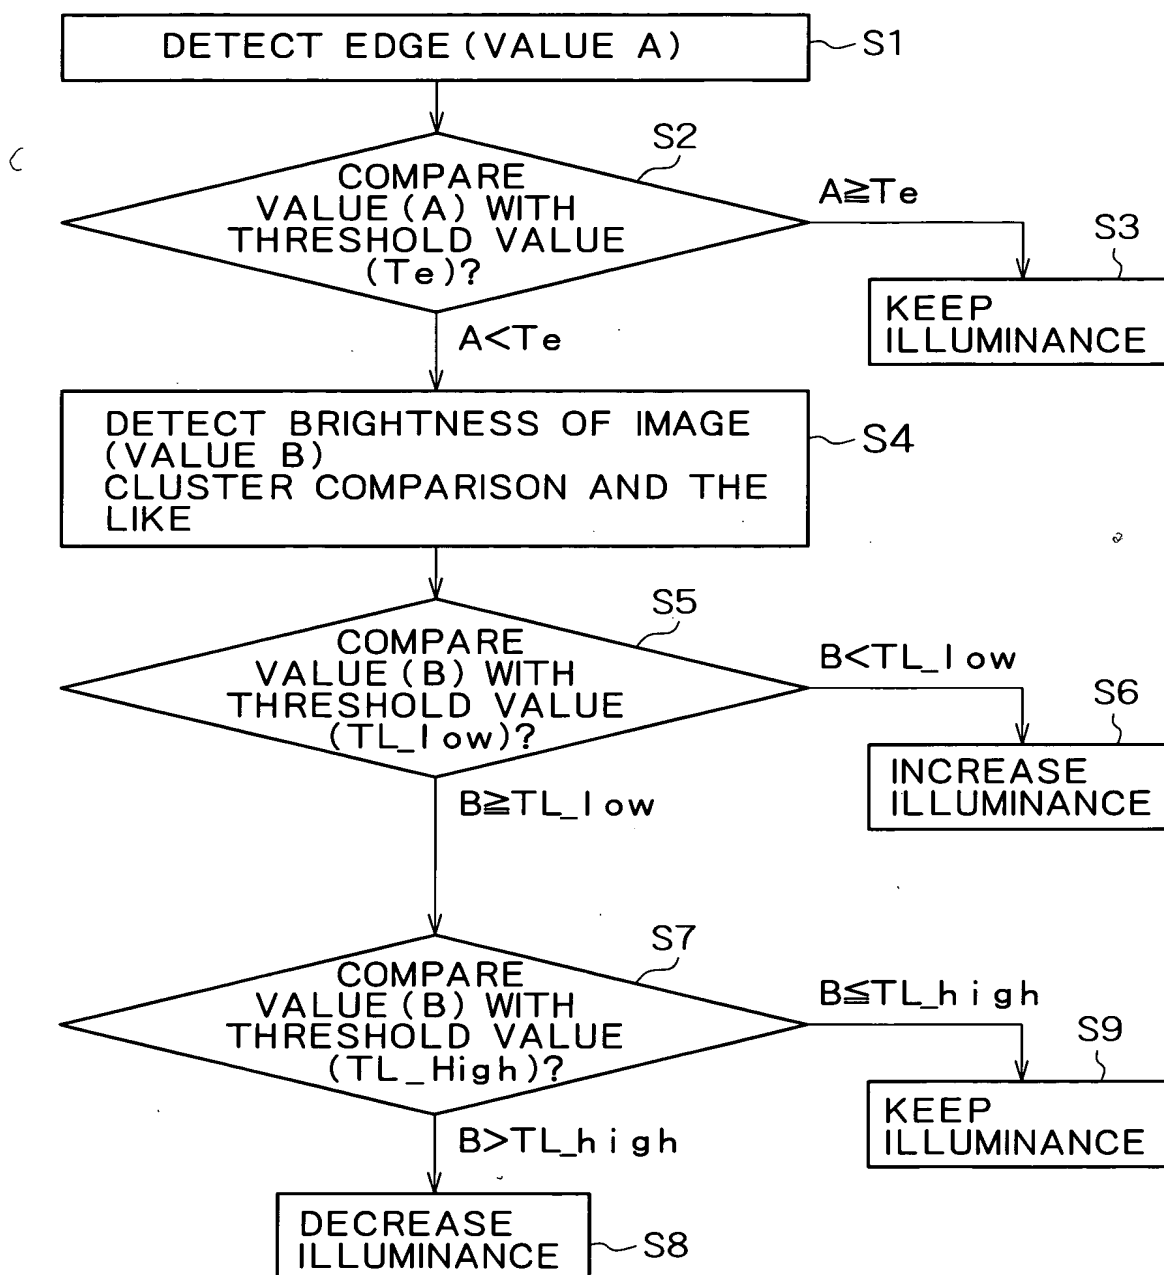 DETECT EDGE (VALUE A)
S1
S2
COMPARE
VALUE (A) WITH
THRESHOLD VALUE
(Te)?
A≧Te
S3
KEEP
ILLUMINANCE
A<Te
DETECT BRIGHTNESS OF IMAGE
(VALUE B)
CLUSTER COMPARISON AND THE
LIKE
S4
S5
COMPARE
VALUE (B) WITH
THRESHOLD VALUE
(TL_low)?
B<TL_low
S6
INCREASE
ILLUMINANCE
B≧TL_low
S7
COMPARE
VALUE (B) WITH
THRESHOLD VALUE
(TL_High)?
B≦TL_high
S9
KEEP
ILLUMINANCE
B>TL_high
DECREASE
ILLUMINANCE
S8